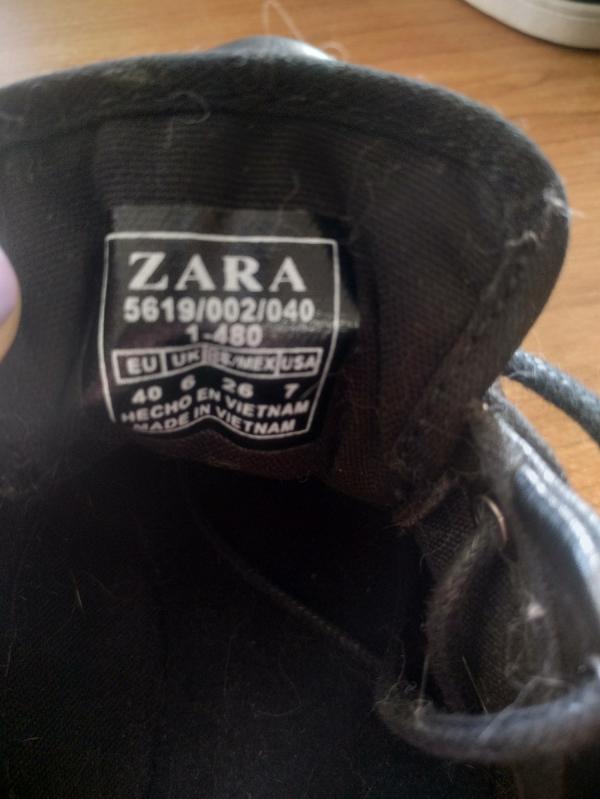 ZARA
5619/002/040
1-480
EU UK /MEX USA
40 6 26 7
HECHO EN VIETNAM
MADE IN VIETNAM